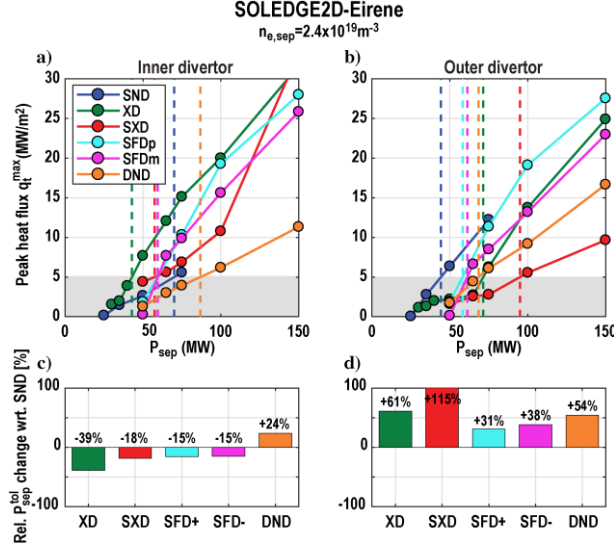 SOLEDGE2D-Eirene
n_e,sep=2.4x10^19m^-3
a) Inner divertor
b) Outer divertor
SND
XD
SXD
SFDp
SFDm
DND
Peak heat flux q_t^max(MW/m²)
30
25
20
15
10
5
0
0 50 100 150
P_sep (MW)
30
25
20
15
10
5
0
0 50 100 150
P_sep (MW)
c)
d)
Rel. P_sep^tol change wrt. SND [%]
100
0
-100
-39% -18% -15% -15% +24%
XD SXD SFD+ SFD- DND
100
0
-100
+61% +115% +31% +38% +54%
XD SXD SFD+ SFD- DND